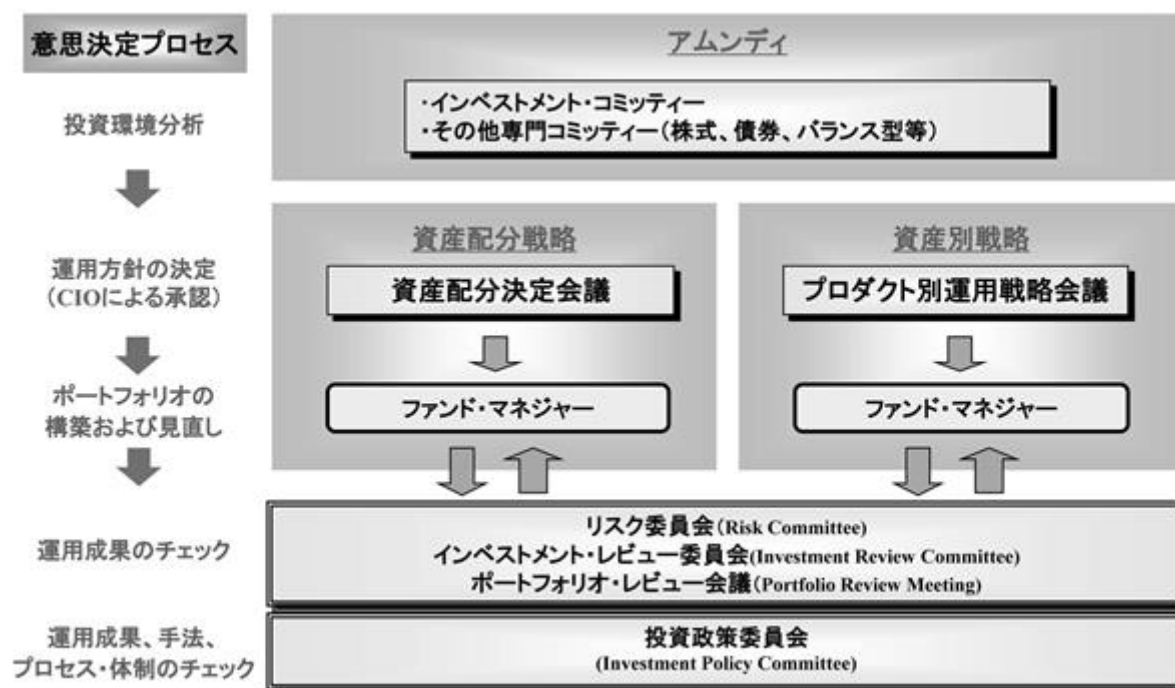 意思決定プロセス
アムンディ
・インベストメント・コミッティー
・その他専門コミッティー(株式、債券、バランス型等)
投資環境分析
資産配分戦略
資産別戦略
運用方針の決定
(CIOによる承認)
資産配分決定会議
プロダクト別運用戦略会議
ポートフォリオの
構築および見直し
ファンド・マネジャー
ファンド・マネジャー
運用成果のチェック
リスク委員会(Risk Committee)
インベストメント・レビュー委員会(Investment Review Committee)
ポートフォリオ・レビュー会議(Portfolio Review Meeting)
運用成果、手法、
プロセス・体制のチェック
投資政策委員会
(Investment Policy Committee)